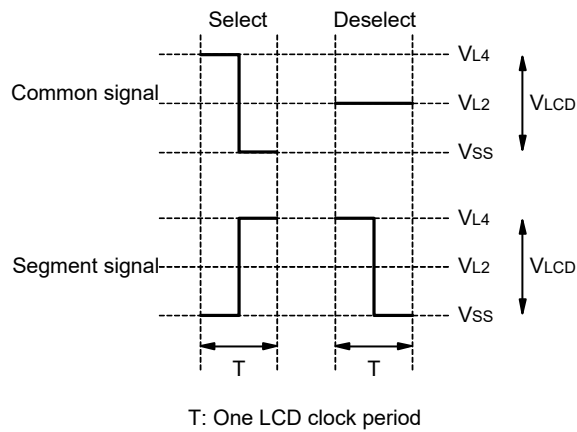 Select Deselect
VL4
Common signal
VL2
VLCD
VSS
VL4
Segment signal
VL2
VLCD
VSS
T T
T: One LCD clock period